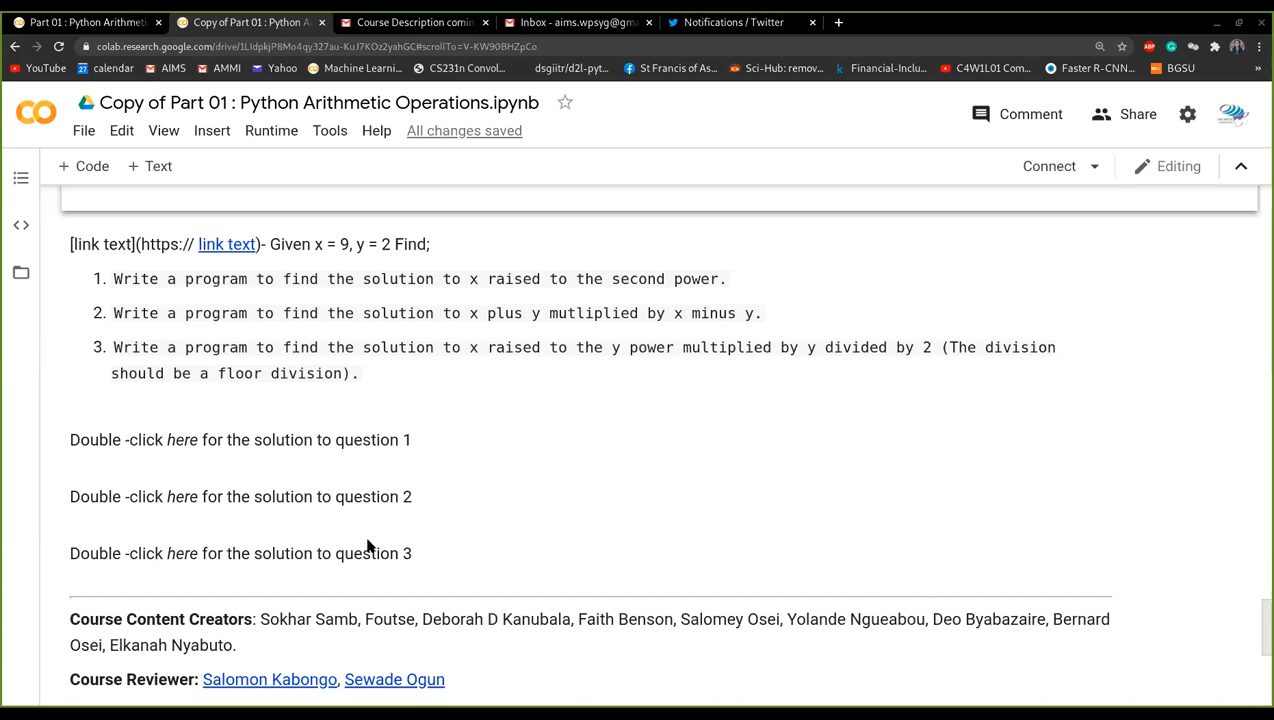 Part 01 : Python Arithmeti
Copy of Part 01 : Python A
Course Description comin
Inbox - aims.wpsyg@gma
Notifications / Twitter
colab.research.google.com/drive/1LIdpkjP8Mo4qy327au-KuJ7KOz2yahGC#scrollTo=V-KW90BHZpCo
YouTube calendar AIMS AMMI Yahoo Machine Learni... CS231n Convol... dsgiitr/d2l-pyt... St Francis of As... Sci-Hub: remov... Financial-Inclu... C4W1L01 Com... Faster R-CNN... BGSU »
Copy of Part 01 : Python Arithmetic Operations.ipynb
Comment Share
File Edit View Insert Runtime Tools Help All changes saved
+ Code + Text Connect Editing
[link text](https:// link text)- Given x = 9, y = 2 Find;
1. Write a program to find the solution to x raised to the second power.
2. Write a program to find the solution to x plus y mutliplied by x minus y.
3. Write a program to find the solution to x raised to the y power multiplied by y divided by 2 (The division
should be a floor division).
Double -click here for the solution to question 1
Double -click here for the solution to question 2
Double -click here for the solution to question 3
Course Content Creators: Sokhar Samb, Foutse, Deborah D Kanubala, Faith Benson, Salomey Osei, Yolande Ngueabou, Deo Byabazaire, Bernard
Osei, Elkanah Nyabuto.
Course Reviewer: Salomon Kabongo, Sewade Ogun